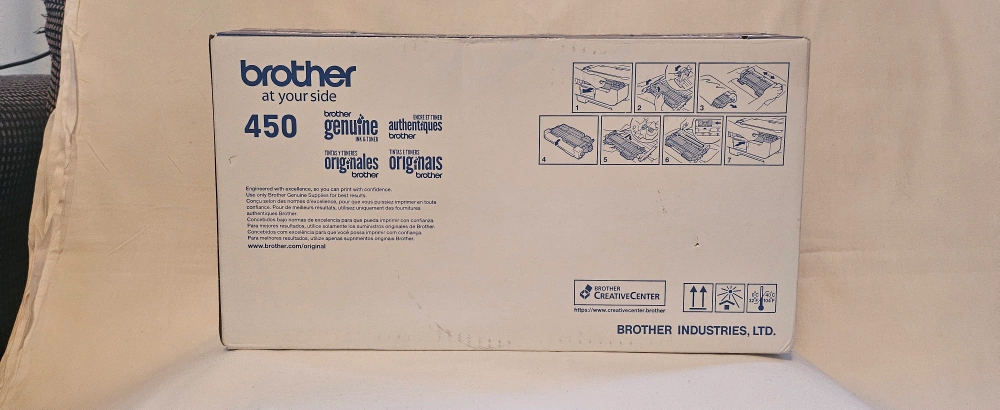 brother
at your side
450
brother
genuine
INK & TONER
ENCRE ET TONER
authentiques
brother
TINTAS Y TÓNERES
originales
brother
TINTAS E TONERS
originais
brother
Engineered with excellence, so you can print with confidence.
Use only Brother Genuine Supplies for best results.
Conçu selon des normes d'excellence, pour que vous puissiez imprimer en toute
confiance. Pour de meilleurs résultats, utilisez uniquement des fournitures
authentiques Brother.
Concebidos bajo normas de excelencia para que pueda imprimir con confianza.
Para mejores resultados, utilice solamente los suministros originales de Brother.
Concebidos com excelência para que você possa imprimir com confiança.
Para melhores resultados, utilize apenas suprimentos originais Brother.
www.brother.com/original
1
2
3
4
5
6
7
BROTHER
CREATIVECENTER
https://www.creativecenter.brother
BROTHER INDUSTRIES, LTD.